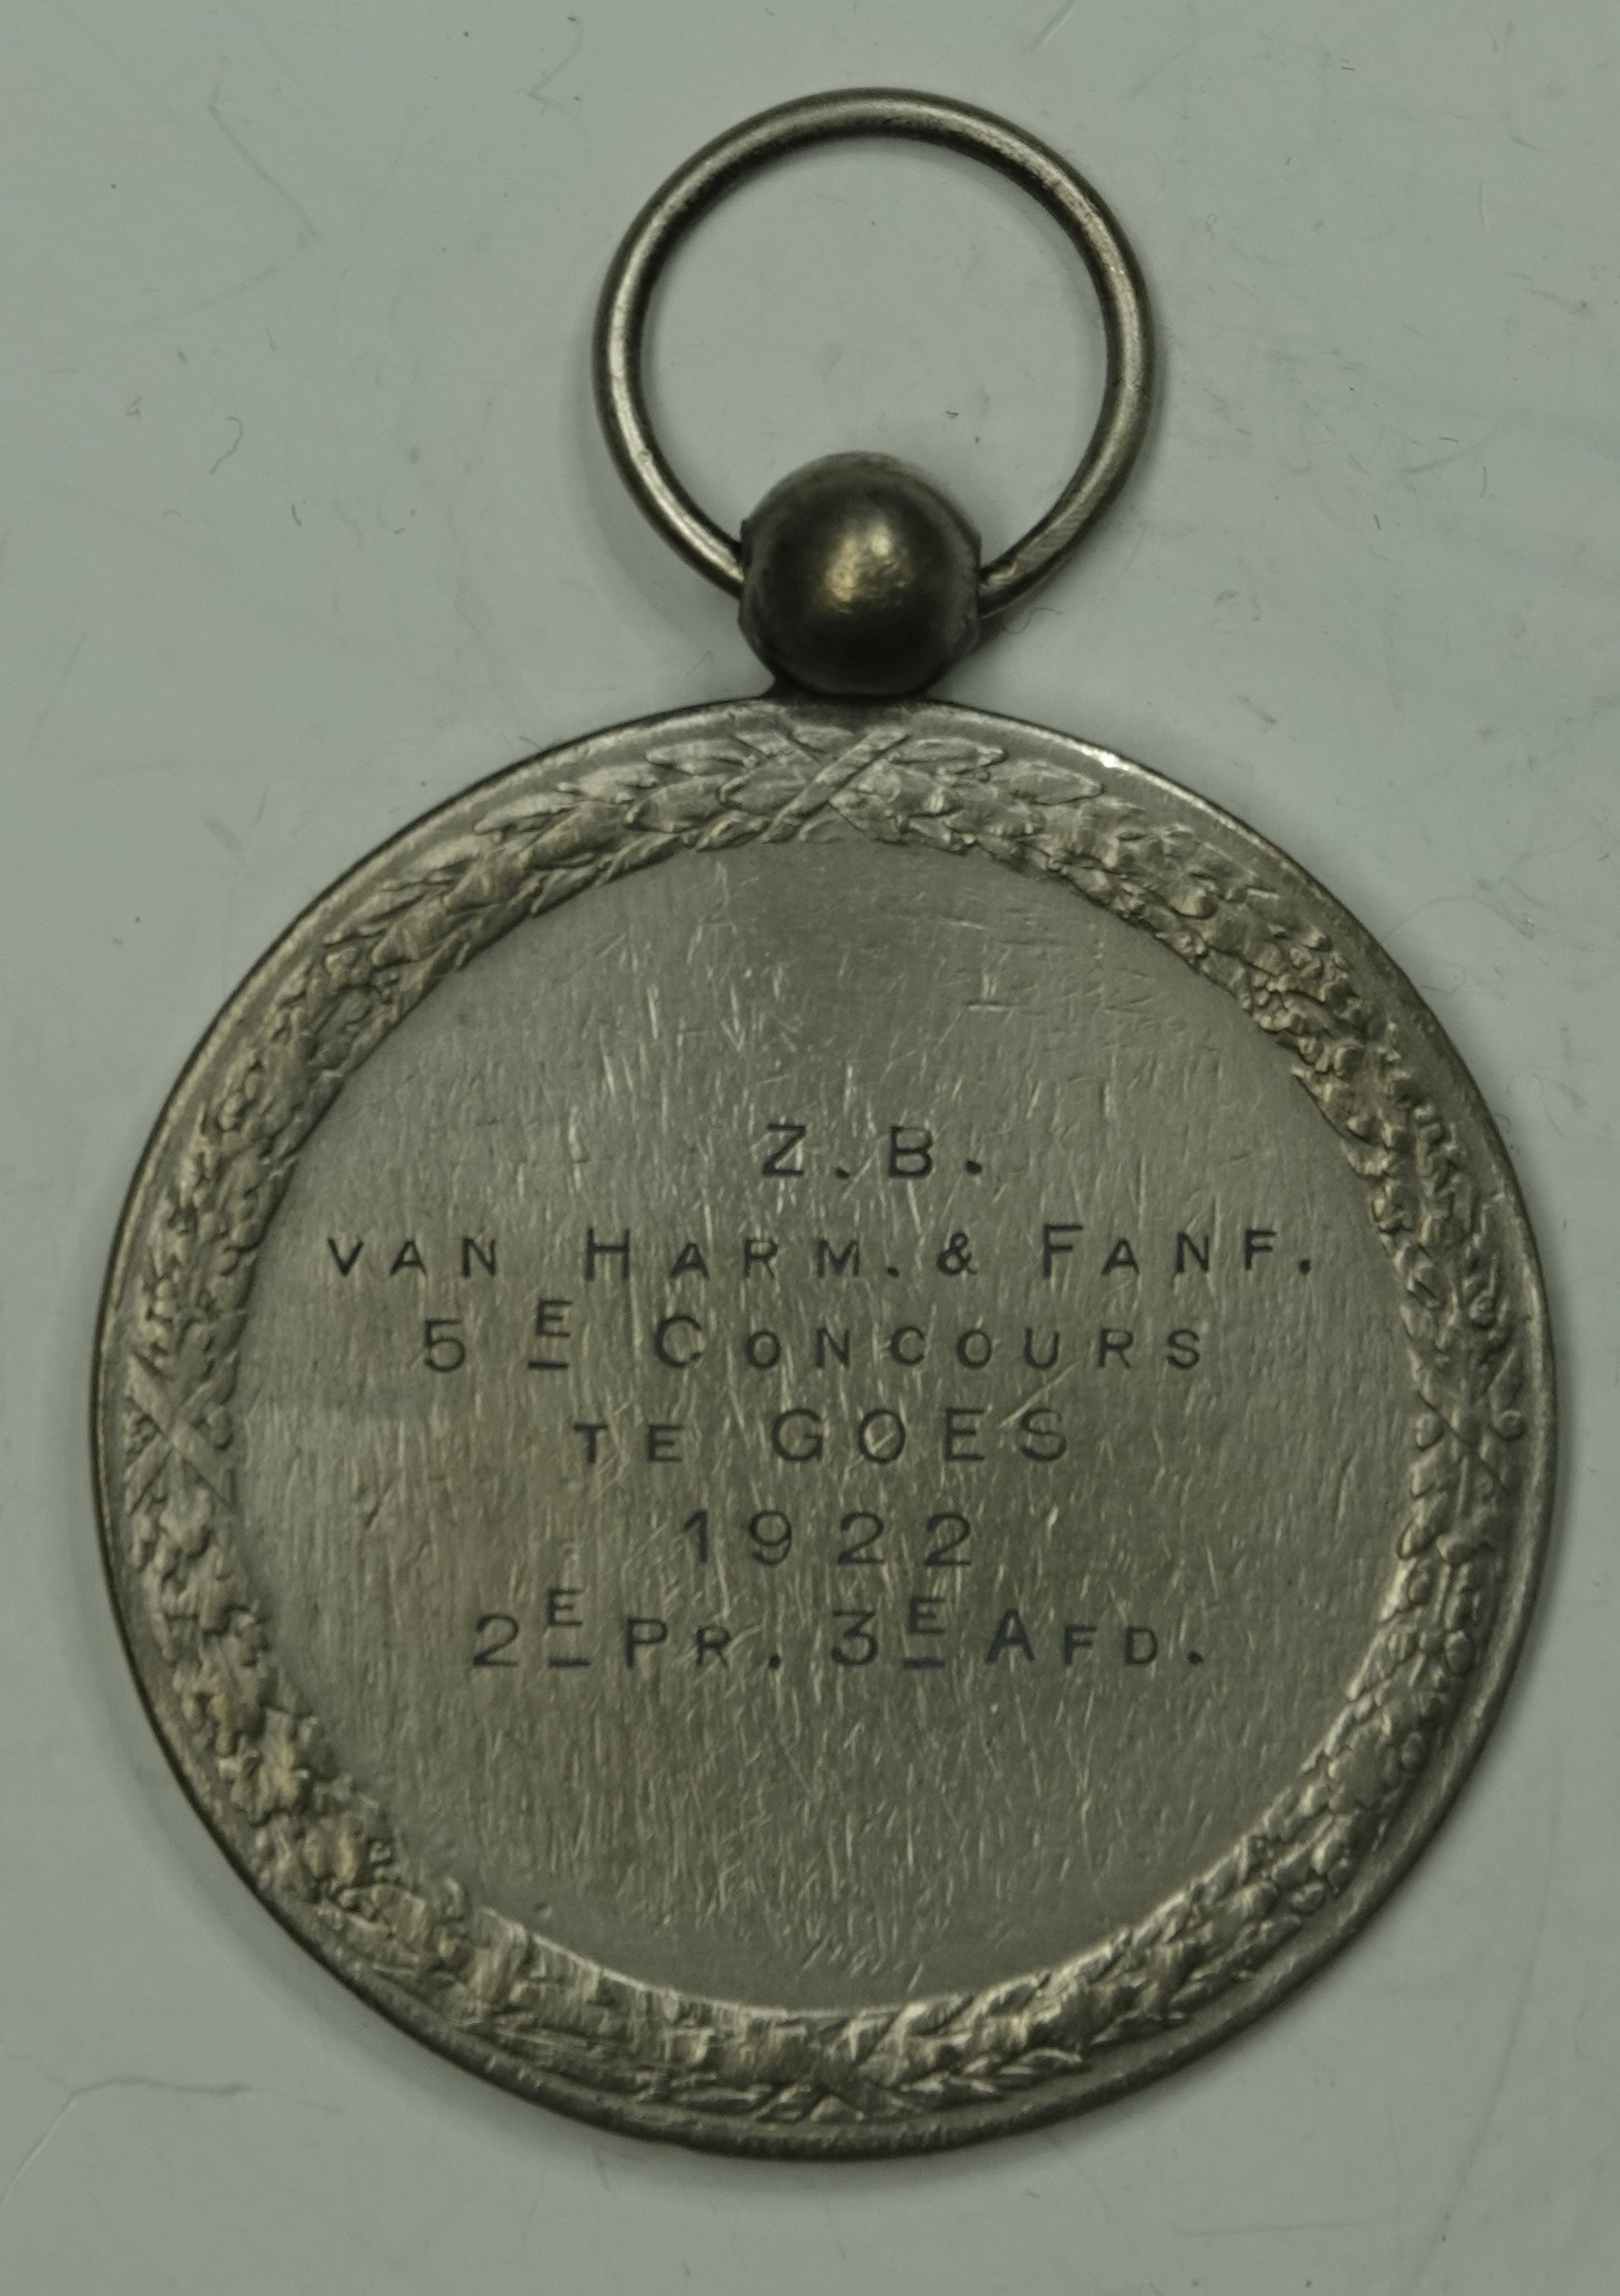 Z.B.
VAN HARM. & FANF.
5E CONCOURS
TE GOES
1922
2E PR. 3E AFD.